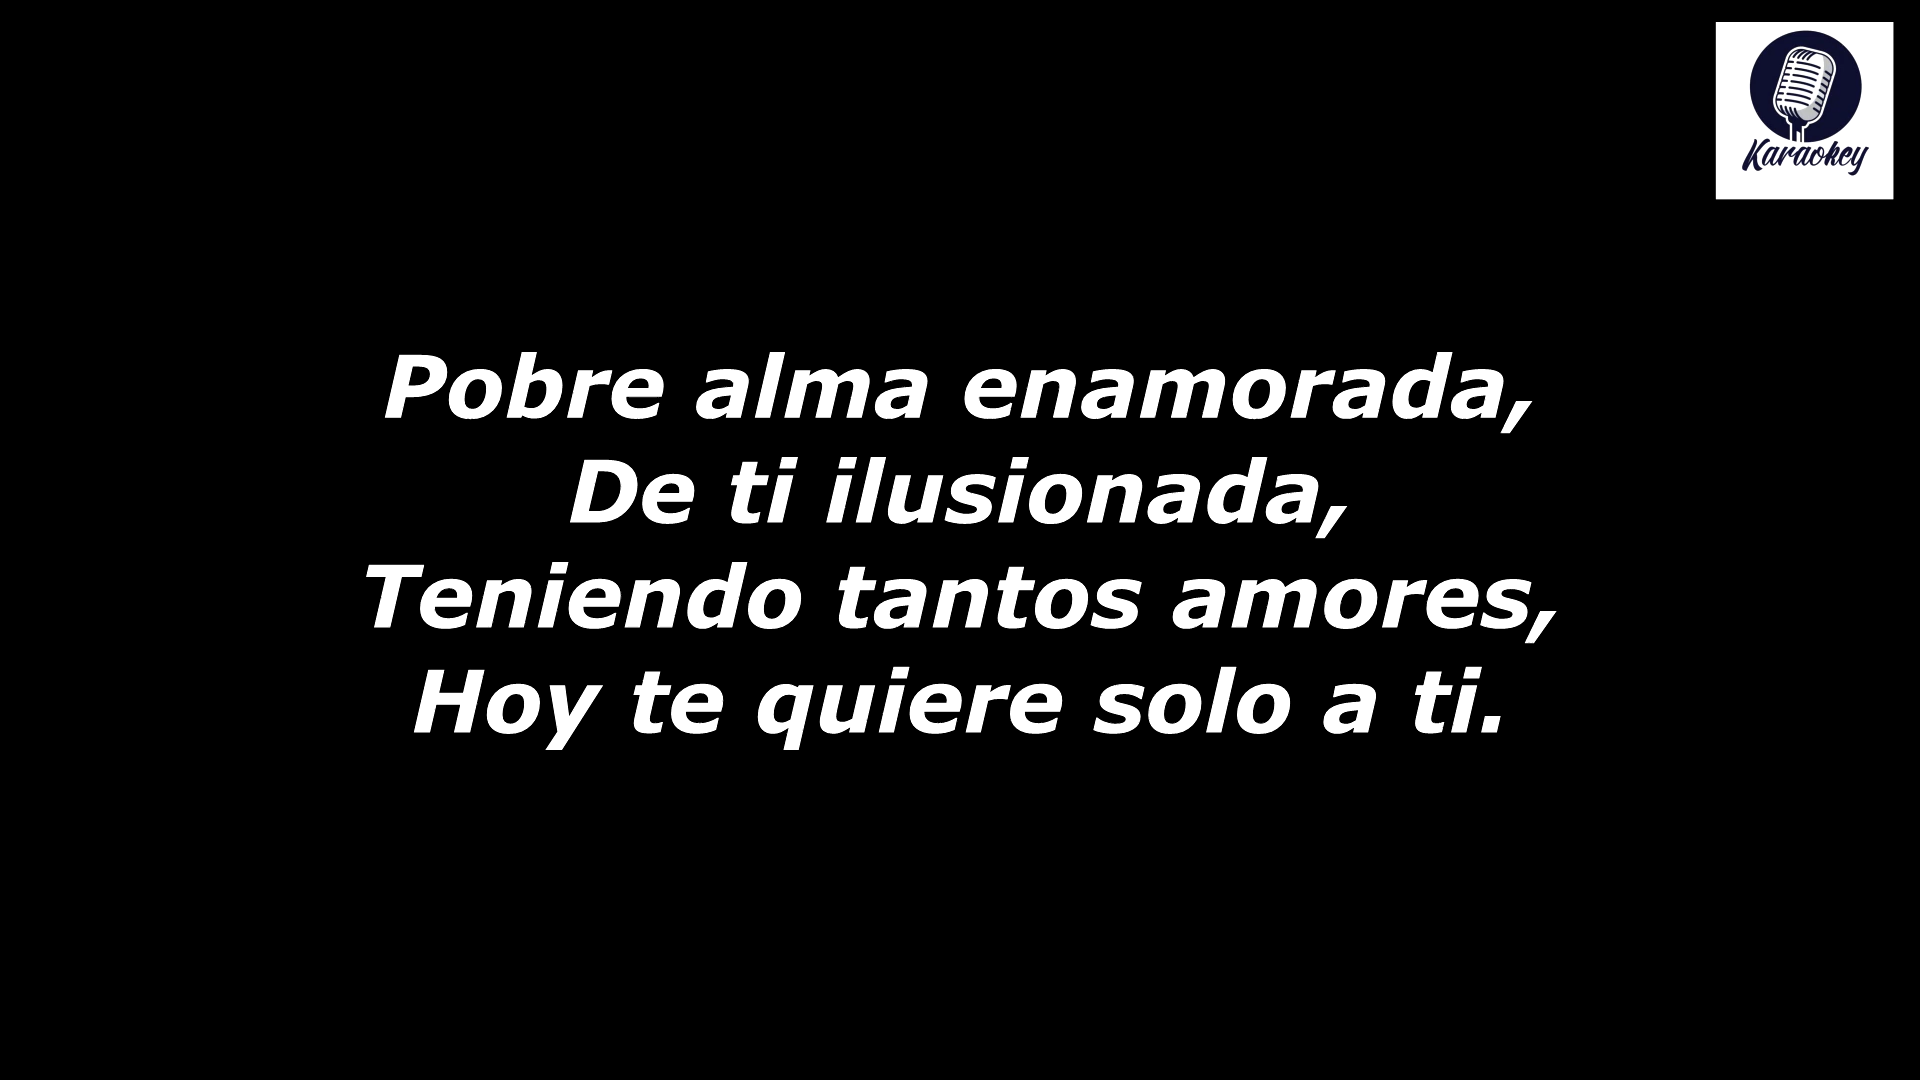 Karaokey
Pobre alma enamorada,
De ti ilusionada,
Teniendo tantos amores,
Hoy te quiere solo a ti.